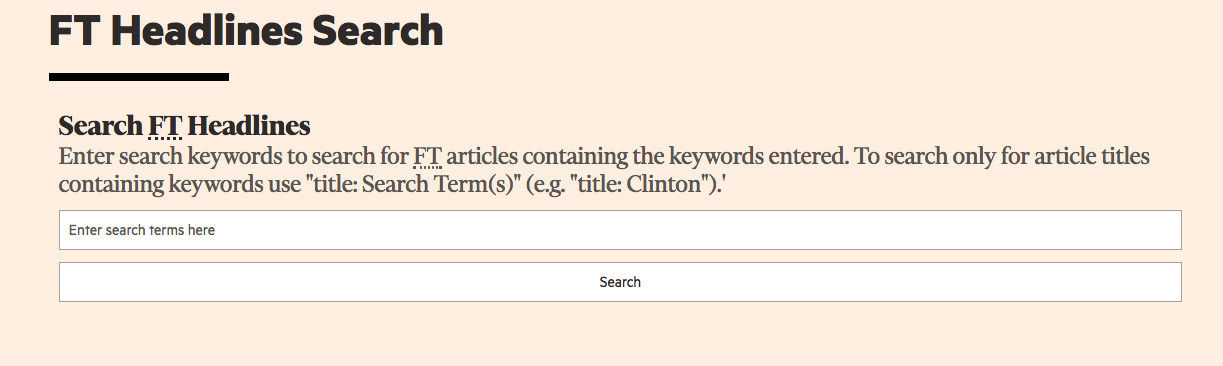 FT Headlines Search
Search FT Headlines
Enter search keywords to search for FT articles containing the keywords entered. To search only for article titles
containing keywords use "title: Search Term(s)" (e.g. "title: Clinton").'
Enter search terms here
Search